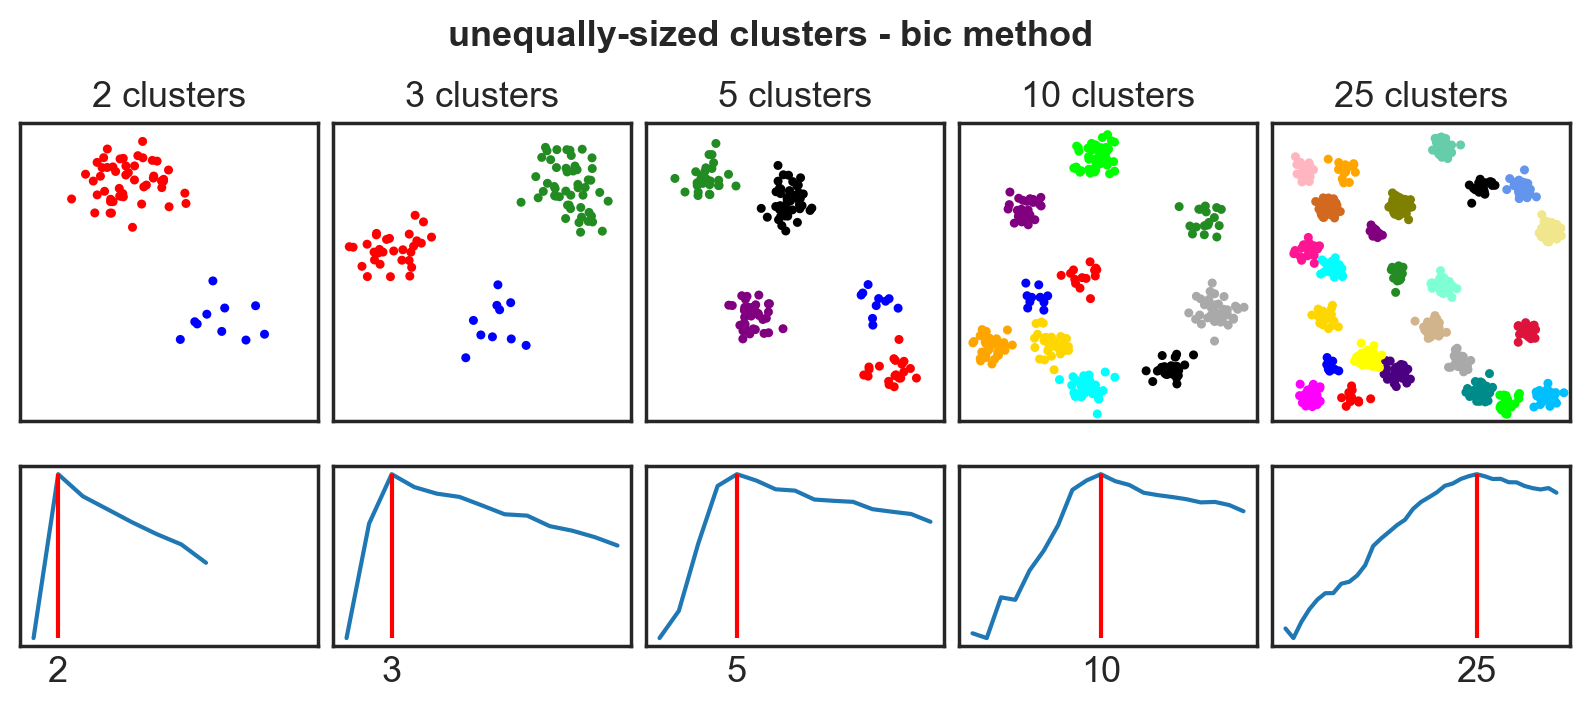 unequally-sized clusters - bic method
2 clusters
3 clusters
5 clusters
10 clusters
25 clusters
2
3
5
10
25